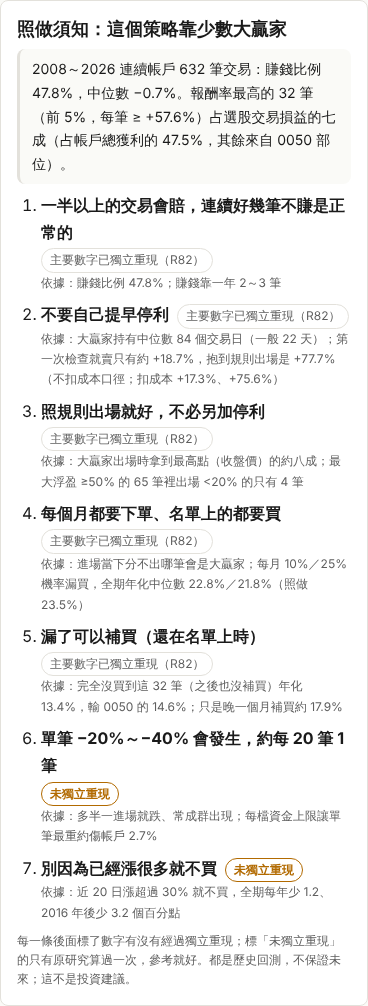 照做須知：這個策略靠少數大贏家
2008～2026 連續帳戶 632 筆交易：賺錢比例
47.8%，中位數 −0.7%。報酬率最高的 32 筆
（前 5%，每筆 ≥ +57.6%）占選股交易損益的七
成（占帳戶總獲利的 47.5%，其餘來自 0050 部
位）。
1. 一半以上的交易會賠，連續好幾筆不賺是正
常的
主要數字已獨立重現（R82）
依據：賺錢比例 47.8%；賺錢靠一年 2～3 筆
2. 不要自己提早停利 主要數字已獨立重現（R82）
依據：大贏家持有中位數 84 個交易日（一般 22 天）；第
一次檢查就賣只有約 +18.7%，抱到規則出場是 +77.7%
（不扣成本口徑；扣成本 +17.3%、+75.6%）
3. 照規則出場就好，不必另加停利
主要數字已獨立重現（R82）
依據：大贏家出場時拿到最高點（收盤價）的約八成；最
大浮盈 ≥50% 的 65 筆裡出場 <20% 的只有 4 筆
4. 每個月都要下單、名單上的都要買
主要數字已獨立重現（R82）
依據：進場當下分不出哪筆會是大贏家；每月 10%／25%
機率漏買，全期年化中位數 22.8%／21.8%（照做
23.5%）
5. 漏了可以補買（還在名單上時）
主要數字已獨立重現（R82）
依據：完全沒買到這 32 筆（之後也沒補買）年化
13.4%，輸 0050 的 14.6%；只是晚一個月補買約 17.9%
6. 單筆 −20%～−40% 會發生，約每 20 筆 1
筆
未獨立重現
依據：多半一進場就跌、常成群出現；每檔資金上限讓單
筆最重約傷帳戶 2.7%
7. 別因為已經漲很多就不買 未獨立重現
依據：近 20 日漲超過 30% 就不買，全期每年少 1.2、
2016 年後少 3.2 個百分點
每一條後面標了數字有沒有經過獨立重現；標「未獨立重現」
的只有原研究算過一次，參考就好。都是歷史回測，不保證未
來；這不是投資建議。